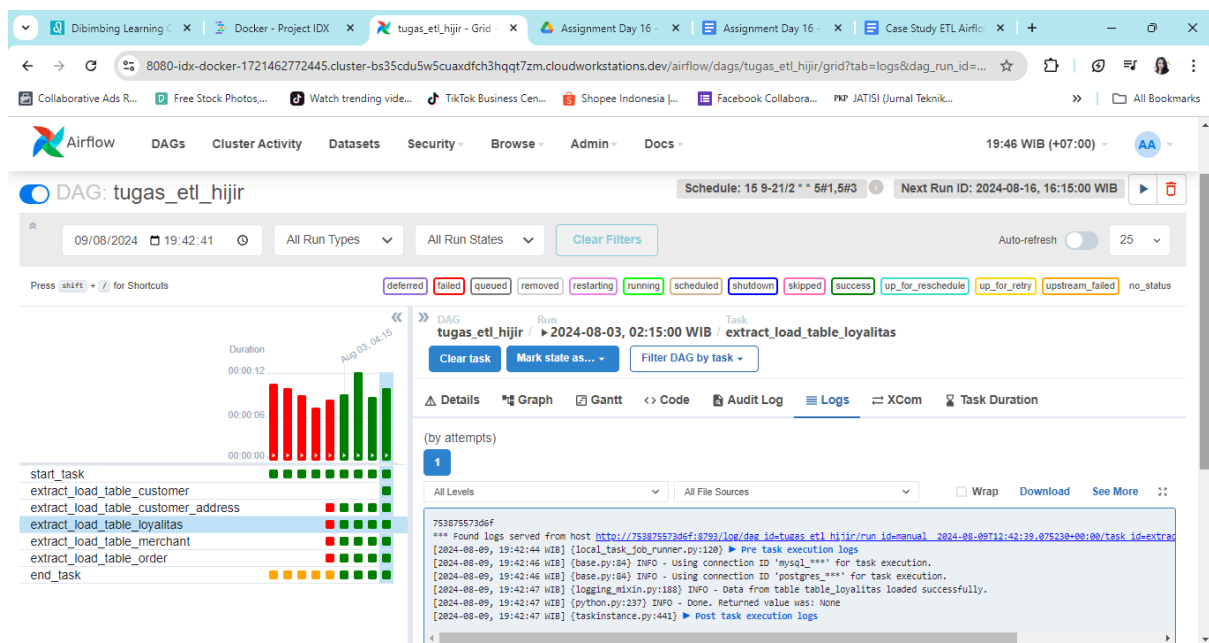 Dibimbing Learning C
Docker - Project IDX
tugas_etl_hijir - Grid -
Assignment Day 16 -
Assignment Day 16 -
Case Study ETL Airflo
8080-idx-docker-1721462772445.cluster-bs35cdu5w5cuaxdfch3hqqt7zm.cloudworkstations.dev/airflow/dags/tugas_etl_hijir/grid?tab=logs&dag_run_id=...
Collaborative Ads R...
Free Stock Photos,...
Watch trending vide...
TikTok Business Cen...
Shopee Indonesia |...
Facebook Collabora...
PKP JATISI (Jurnal Teknik...
»
All Bookmarks
Airflow
DAGs
Cluster Activity
Datasets
Security
Browse
Admin
Docs
19:46 WIB (+07:00)
AA
DAG: tugas_etl_hijir
Schedule: 15 9-21/2 * * 5#1,5#3
Next Run ID: 2024-08-16, 16:15:00 WIB
09/08/2024 19:42:41
All Run Types
All Run States
Clear Filters
Auto-refresh
25
Press shift + / for Shortcuts
deferred
failed
queued
removed
restarting
running
scheduled
shutdown
skipped
success
up_for_reschedule
up_for_retry
upstream_failed
no_status
Duration
Aug 03, 04:15
00:00:12
00:00:06
00:00:00
start_task
extract_load_table_customer
extract_load_table_customer_address
extract_load_table_loyalitas
extract_load_table_merchant
extract_load_table_order
end_task
DAG
tugas_etl_hijir /
Run
2024-08-03, 02:15:00 WIB /
Task
extract_load_table_loyalitas
Clear task
Mark state as...
Filter DAG by task
Details
Graph
Gantt
<> Code
Audit Log
Logs
XCom
Task Duration
(by attempts)
1
All Levels
All File Sources
Wrap
Download
See More
753875573d6f
*** Found logs served from host http://753875573d6f:8793/log/dag_id=tugas_etl_hijir/run_id=manual__2024-08-09T12:42:39.075230+00:00/task_id=extrac
[2024-08-09, 19:42:44 WIB] {local_task_job_runner.py:120} ▶ Pre task execution logs
[2024-08-09, 19:42:46 WIB] {base.py:84} INFO - Using connection ID 'mysql_***' for task execution.
[2024-08-09, 19:42:46 WIB] {base.py:84} INFO - Using connection ID 'postgres_***' for task execution.
[2024-08-09, 19:42:47 WIB] {logging_mixin.py:188} INFO - Data from table table_loyalitas loaded successfully.
[2024-08-09, 19:42:47 WIB] {python.py:237} INFO - Done. Returned value was: None
[2024-08-09, 19:42:47 WIB] {taskinstance.py:441} ▶ Post task execution logs